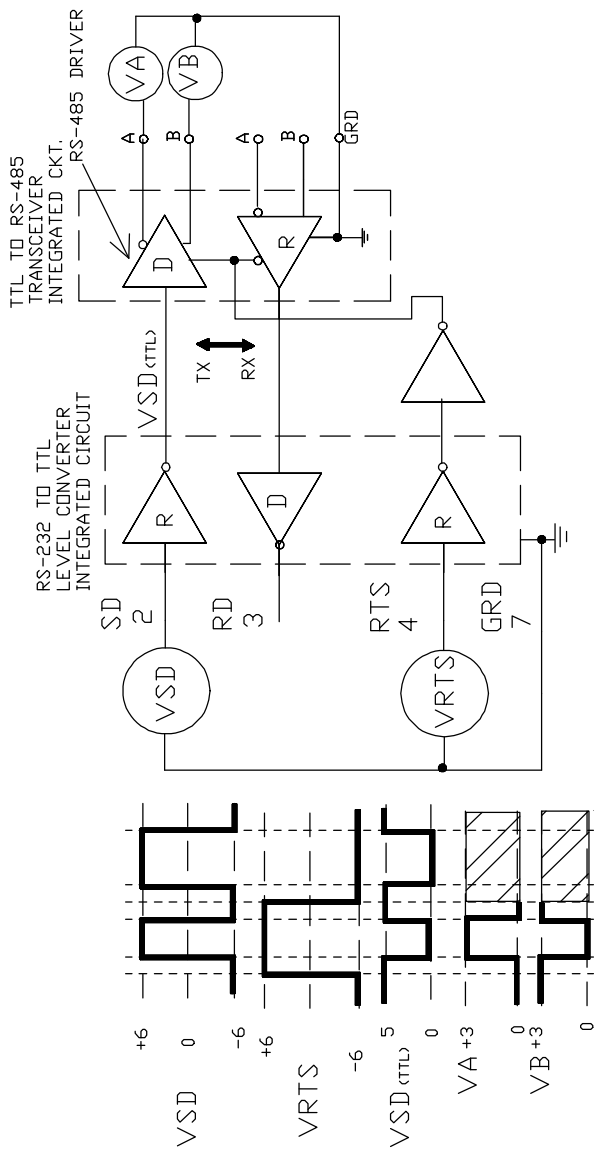 TTL TO RS-485
TRANSCEIVER
INTEGRATED CKT.
RS-485 DRIVER
VA
VB
A
B
A
B
GRD
D
R
VSD(TTL)
TX
RX
RS-232 TO TTL
LEVEL CONVERTER
INTEGRATED CIRCUIT
R
D
R
SD
2
RD
3
RTS
4
GRD
7
VSD
VRTS
VSD
+6
0
-6
VRTS
+6
-6
VSD(TTL)
5
0
VA
+3
0
VB
+3
0